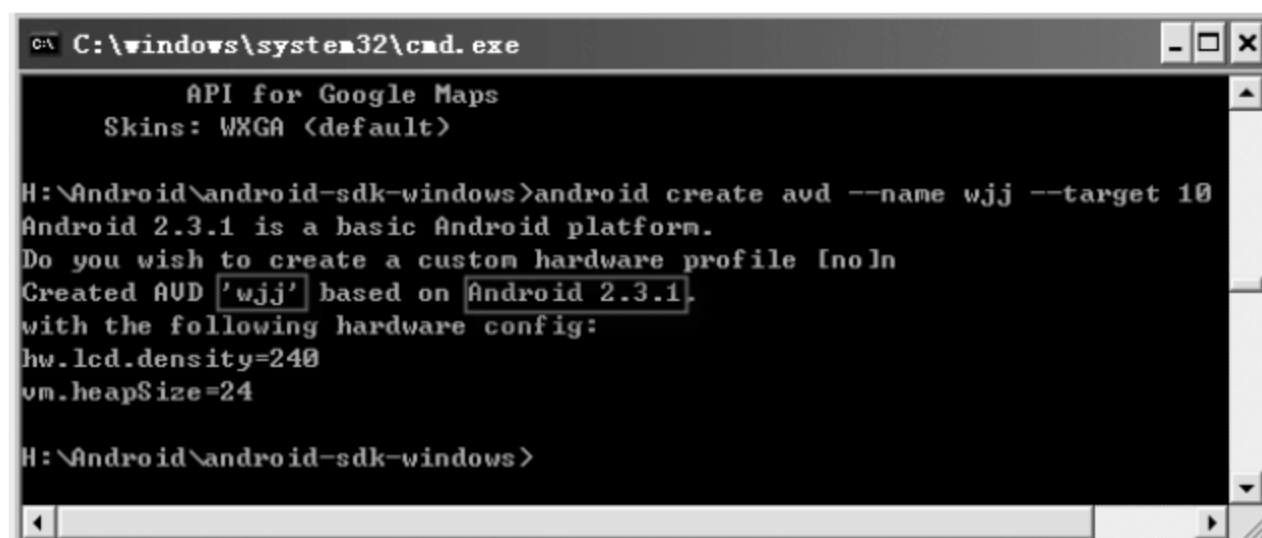 C:\windows\system32\cmd.exe
API for Google Maps
Skins: WXGA (default)
H:\Android\android-sdk-windows>android create avd --name wjj --target 10
Android 2.3.1 is a basic Android platform.
Do you wish to create a custom hardware profile [no]n
Created AVD 'wjj' based on Android 2.3.1.
with the following hardware config:
hw.lcd.density=240
vm.heapSize=24
H:\Android\android-sdk-windows>